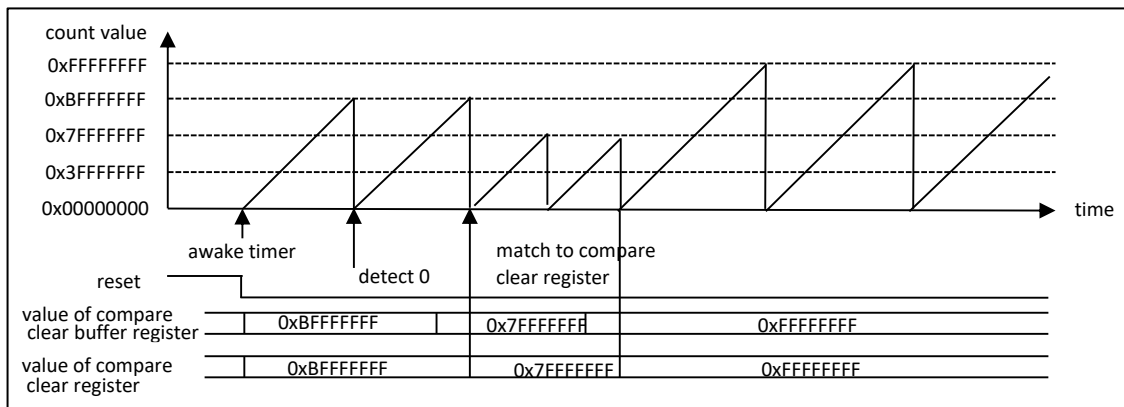 count value
0xFFFFFFFF
0xBFFFFFFF
0x7FFFFFFF
0x3FFFFFFF
0x00000000
time
awake timer
match to compare
clear register
detect 0
reset
value of compare
clear buffer register
0xBFFFFFFF
0x7FFFFFFF
0xFFFFFFFF
value of compare
clear register
0xBFFFFFFF
0x7FFFFFFF
0xFFFFFFFF